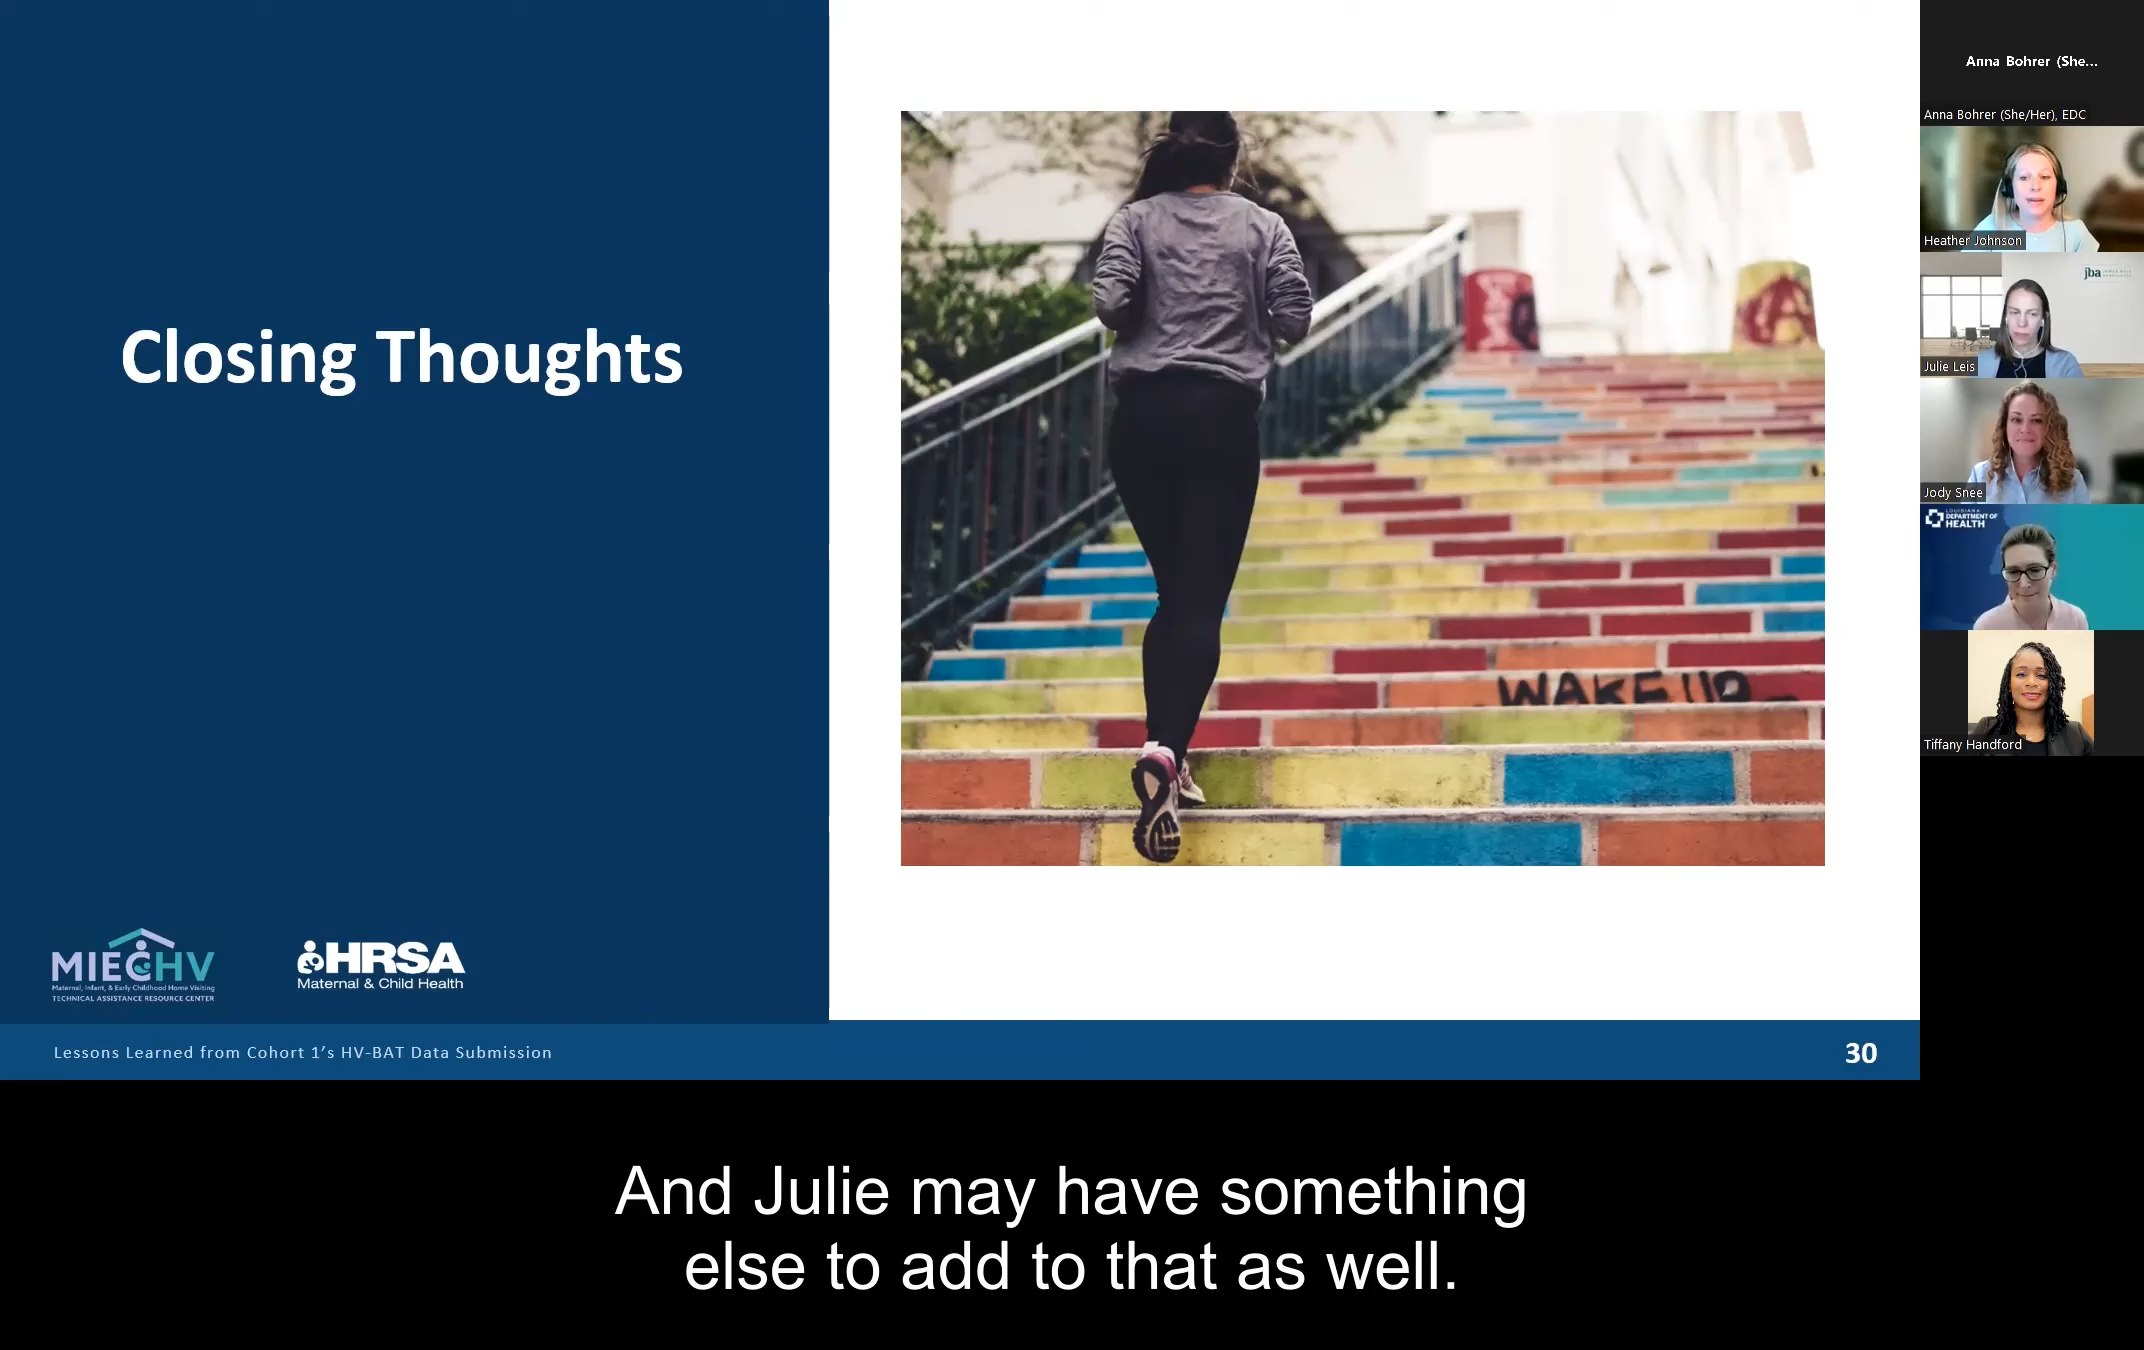 Closing Thoughts
WAKE UP
MIECHV
Maternal, Infant, & Early Childhood Home Visiting
TECHNICAL ASSISTANCE RESOURCE CENTER
HRSA
Maternal & Child Health
Lessons Learned from Cohort 1's HV-BAT Data Submission
30
Anna Bohrer (She...
Anna Bohrer (She/Her), EDC
Heather Johnson
jba
Julie Leis
Jody Snee
LOUISIANA
DEPARTMENT OF
HEALTH
Tiffany Handford
And Julie may have something
else to add to that as well.